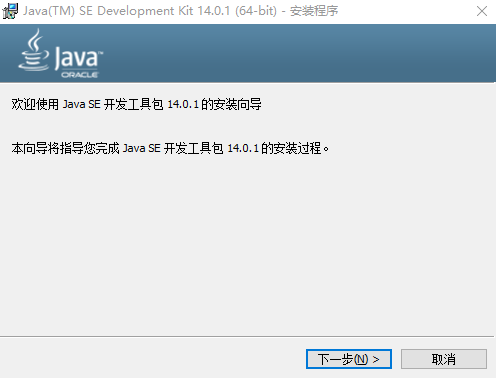 Java(TM) SE Development Kit 14.0.1 (64-bit) - 安装程序
Java™
ORACLE
欢迎使用 Java SE 开发工具包 14.0.1 的安装向导
本向导将指导您完成 Java SE 开发工具包 14.0.1 的安装过程。
下一步(N) >
取消